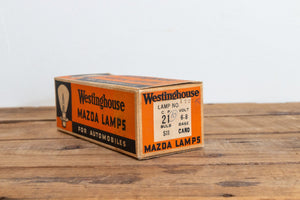 Westinghouse
MAZDA LAMPS
FOR AUTOMOBILES
Westinghouse
LAMP NO.
C. P. VOLT
21 6-8
BULB BASE
S11 CAND
MAZDA LAMPS